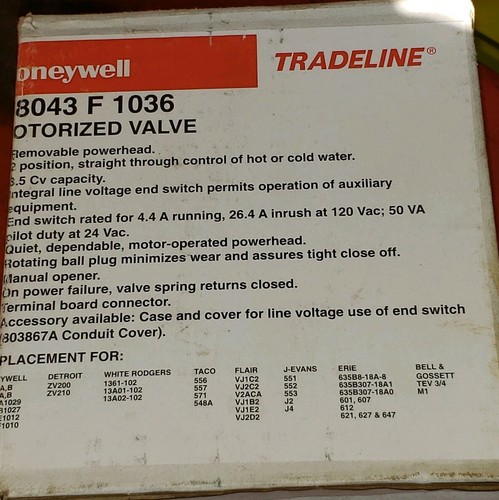 oneywell TRADELINE®
8043 F 1036
OTORIZED VALVE
Removable powerhead.
2 position, straight through control of hot or cold water.
3.5 Cv capacity.
Integral line voltage end switch permits operation of auxiliary
equipment.
End switch rated for 4.4 A running, 26.4 A inrush at 120 Vac; 50 VA
pilot duty at 24 Vac.
Quiet, dependable, motor-operated powerhead.
Rotating ball plug minimizes wear and assures tight close off.
Manual opener.
On power failure, valve spring returns closed.
Terminal board connector.
Accessory available: Case and cover for line voltage use of end switch
(803867A Conduit Cover).
PLACEMENT FOR:
YWELL DETROIT WHITE RODGERS TACO FLAIR J-EVANS ERIE BELL &
A,B ZV200 1361-102 556 VJ1C2 551 635B8-18A-8 GOSSETT
A,B ZV210 13A01-102 557 VJ2C2 552 635B307-18A1 TEV 3/4
A1029 13A02-102 571 V2ACA 553 635B307-18A0 M1
B1027 548A VJ1B2 J2 601, 607
E1012 VJ1E2 J4 612
F1010 VJ2D2 621, 627 & 647